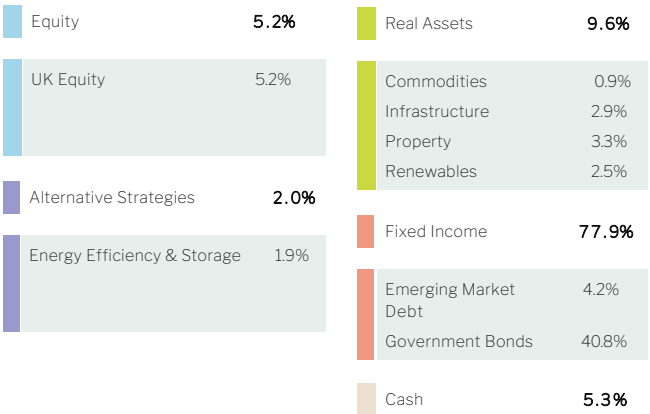 Equity 5.2%
UK Equity 5.2%
Alternative Strategies 2.0%
Energy Efficiency & Storage 1.9%
Real Assets 9.6%
Commodities 0.9%
Infrastructure 2.9%
Property 3.3%
Renewables 2.5%
Fixed Income 77.9%
Emerging Market 4.2%
Debt
Government Bonds 40.8%
Cash 5.3%